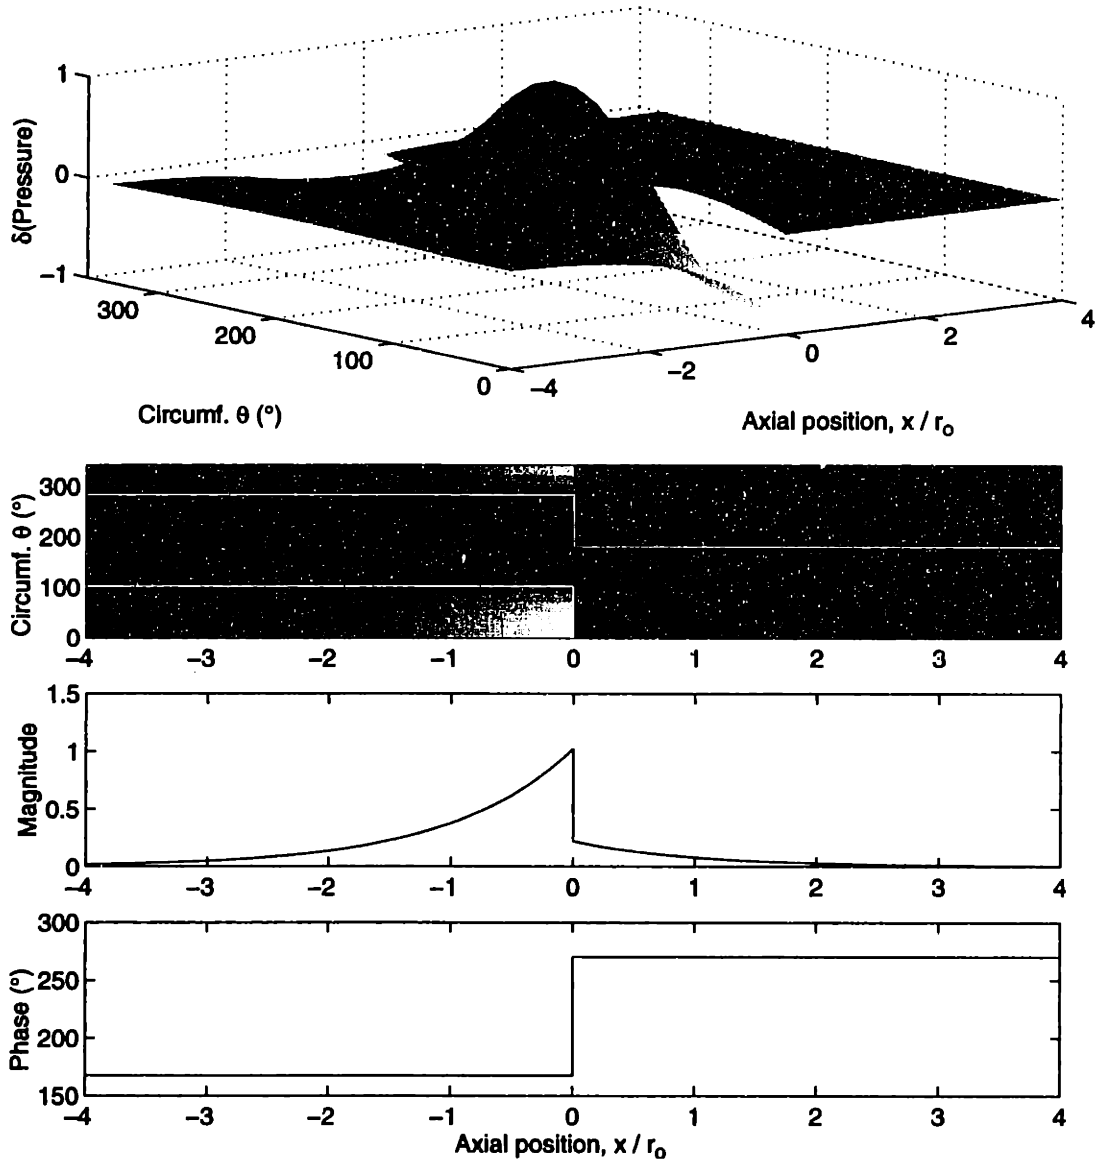 1
0
−1
δ(Pressure)
300
200
100
0
−4
−2
0
2
4
Circumf. θ (°)
Axial position, x / r₀
Circumf. θ (°)
300
200
100
0
−4 −3 −2 −1 0 1 2 3 4
Magnitude
1.5
1
0.5
0
−4 −3 −2 −1 0 1 2 3 4
Phase (°)
300
250
200
150
−4 −3 −2 −1 0 1 2 3 4
Axial position, x / r₀